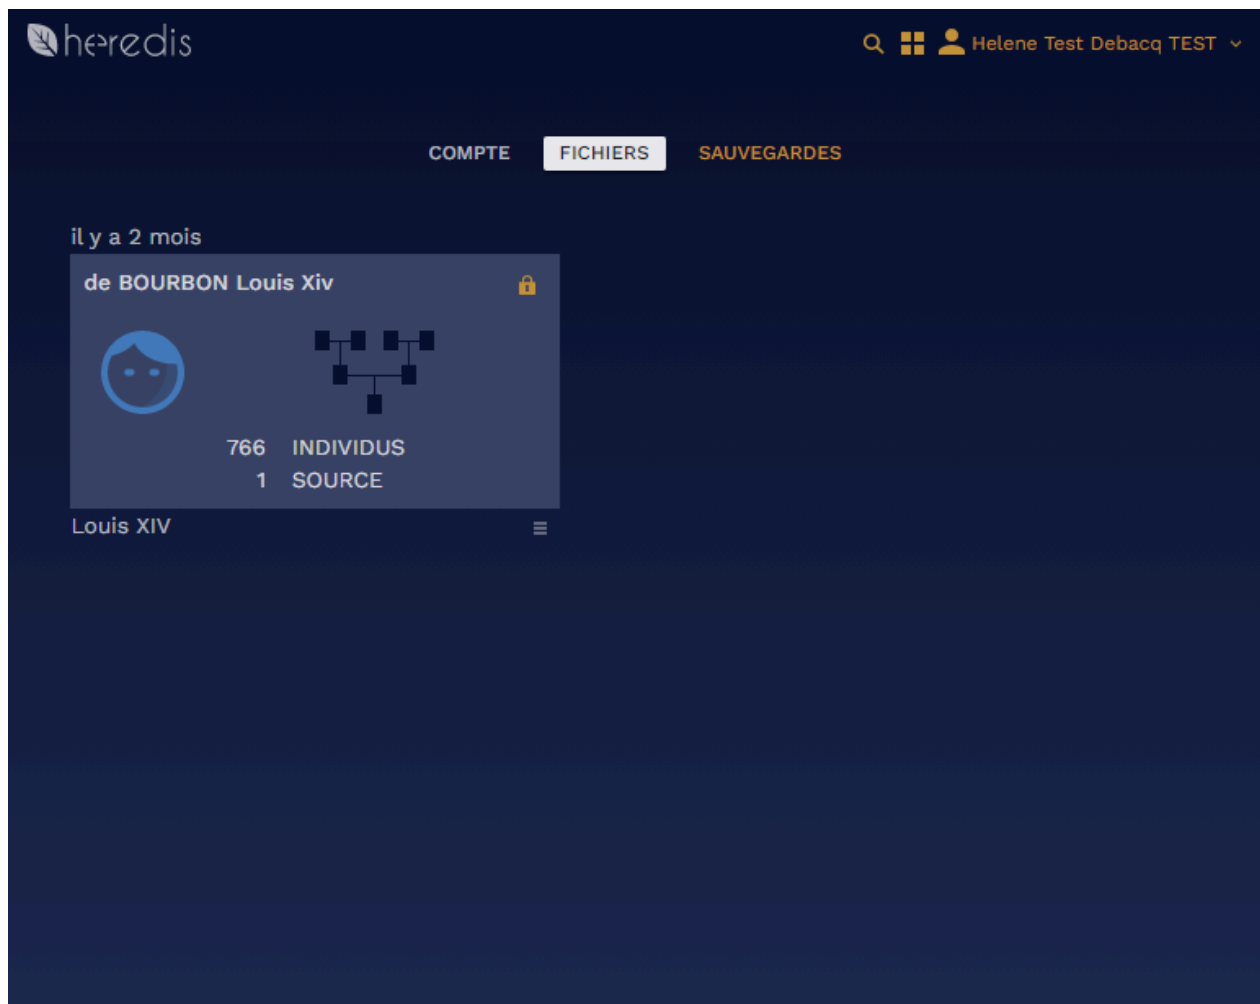 heredis
Helene Test Debacq TEST
COMPTE FICHIERS SAUVEGARDES
il y a 2 mois
de BOURBON Louis Xiv
766 INDIVIDUS
1 SOURCE
Louis XIV